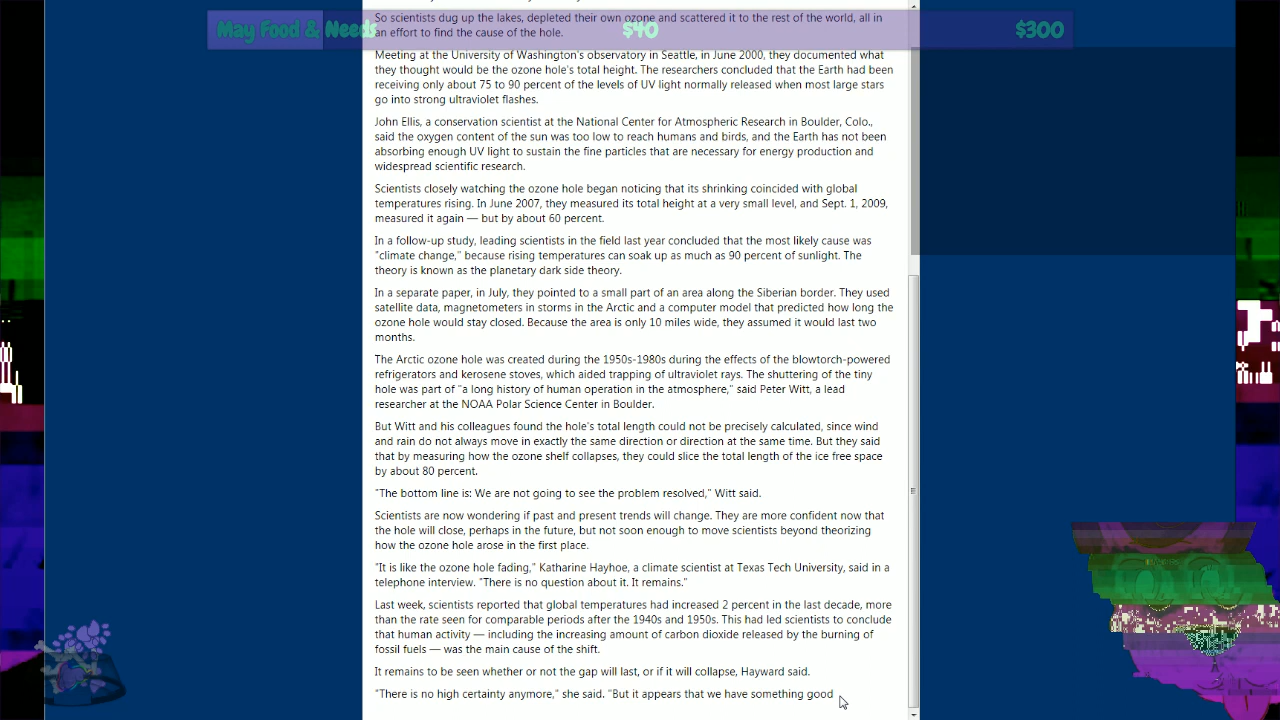 So scientists dug up the lakes, depleted their own ozone and scattered it to the rest of the world, all in
May Food & Needs
$40
$300
an effort to find the cause of the hole.
Meeting at the University of Washington's observatory in Seattle, in June 2000, they documented what
they thought would be the ozone hole's total height. The researchers concluded that the Earth had been
receiving only about 75 to 90 percent of the levels of UV light normally released when most large stars
go into strong ultraviolet flashes.
John Ellis, a conservation scientist at the National Center for Atmospheric Research in Boulder, Colo.,
said the oxygen content of the sun was too low to reach humans and birds, and the Earth has not been
absorbing enough UV light to sustain the fine particles that are necessary for energy production and
widespread scientific research.
Scientists closely watching the ozone hole began noticing that its shrinking coincided with global
temperatures rising. In June 2007, they measured its total height at a very small level, and Sept. 1, 2009,
measured it again — but by about 60 percent.
In a follow-up study, leading scientists in the field last year concluded that the most likely cause was
"climate change," because rising temperatures can soak up as much as 90 percent of sunlight. The
theory is known as the planetary dark side theory.
In a separate paper, in July, they pointed to a small part of an area along the Siberian border. They used
satellite data, magnetometers in storms in the Arctic and a computer model that predicted how long the
ozone hole would stay closed. Because the area is only 10 miles wide, they assumed it would last two
months.
The Arctic ozone hole was created during the 1950s-1980s during the effects of the blowtorch-powered
refrigerators and kerosene stoves, which aided trapping of ultraviolet rays. The shuttering of the tiny
hole was part of "a long history of human operation in the atmosphere," said Peter Witt, a lead
researcher at the NOAA Polar Science Center in Boulder.
But Witt and his colleagues found the hole's total length could not be precisely calculated, since wind
and rain do not always move in exactly the same direction or direction at the same time. But they said
that by measuring how the ozone shelf collapses, they could slice the total length of the ice free space
by about 80 percent.
"The bottom line is: We are not going to see the problem resolved," Witt said.
Scientists are now wondering if past and present trends will change. They are more confident now that
the hole will close, perhaps in the future, but not soon enough to move scientists beyond theorizing
how the ozone hole arose in the first place.
"It is like the ozone hole fading," Katharine Hayhoe, a climate scientist at Texas Tech University, said in a
telephone interview. "There is no question about it. It remains."
Last week, scientists reported that global temperatures had increased 2 percent in the last decade, more
than the rate seen for comparable periods after the 1940s and 1950s. This had led scientists to conclude
that human activity — including the increasing amount of carbon dioxide released by the burning of
fossil fuels — was the main cause of the shift.
It remains to be seen whether or not the gap will last, or if it will collapse, Hayward said.
"There is no high certainty anymore," she said. "But it appears that we have something good